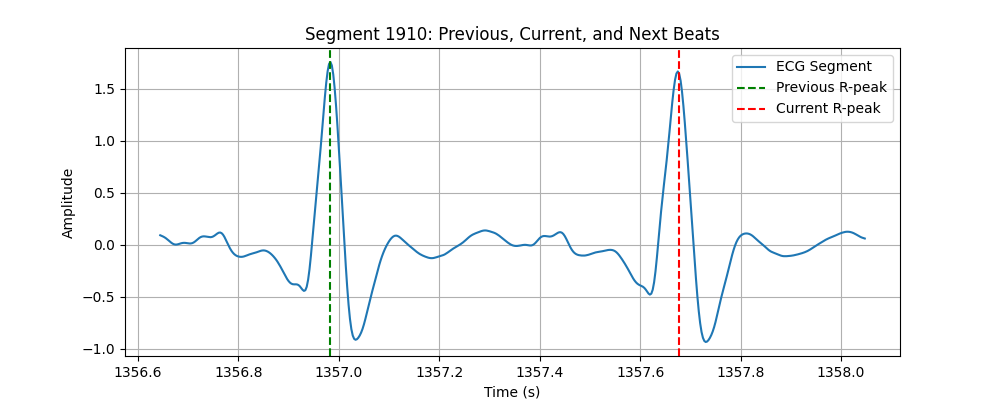 Segment 1910: Previous, Current, and Next Beats
ECG Segment
Previous R-peak
Current R-peak
Amplitude
1.5
1.0
0.5
0.0
−0.5
−1.0
1356.6 1356.8 1357.0 1357.2 1357.4 1357.6 1357.8 1358.0
Time (s)